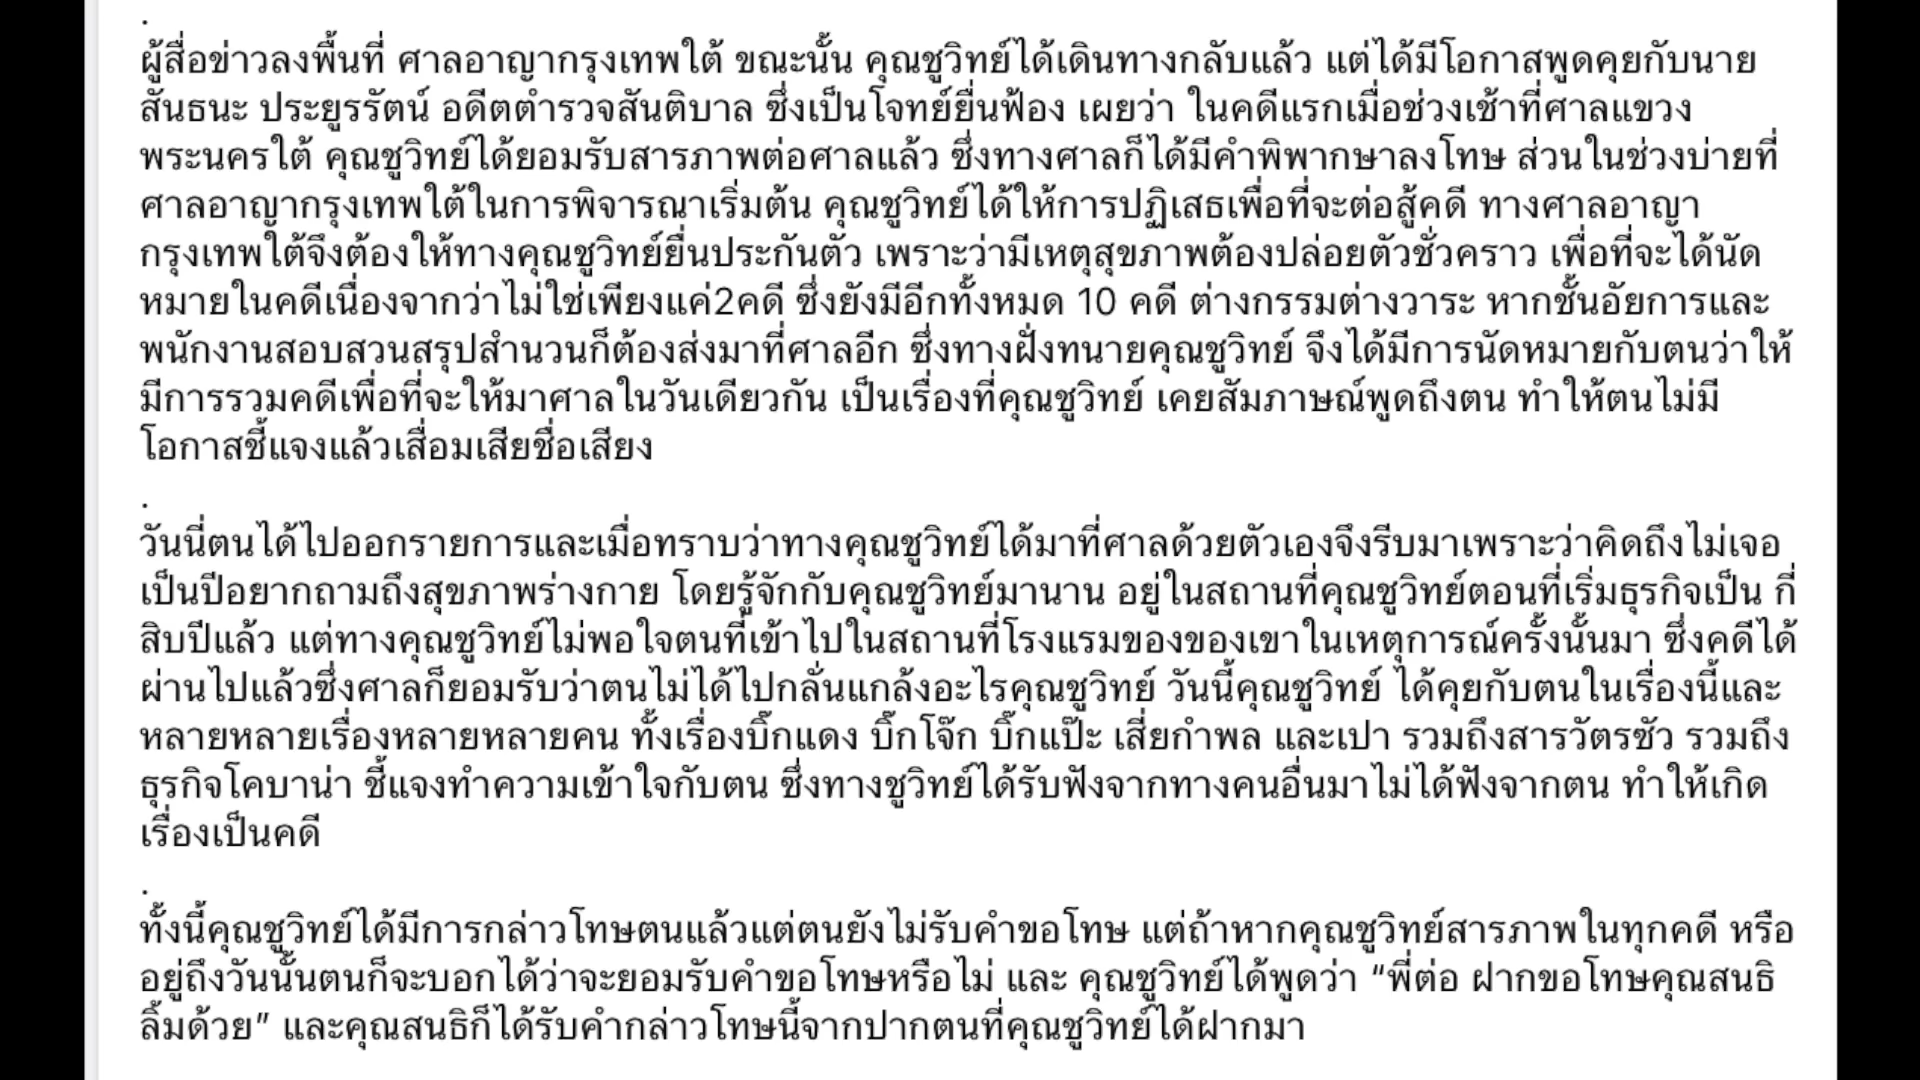 .
ผู้สื่อข่าวลงพื้นที่ ศาลอาญากรุงเทพใต้ ขณะนั้น คุณชูวิทย์ได้เดินทางกลับแล้ว แต่ได้มีโอกาสพูดคุยกับนาย
สันธนะ ประยูรรัตน์ อดีตตำรวจสันติบาล ซึ่งเป็นโจทย์ยื่นฟ้อง เผยว่า ในคดีแรกเมื่อช่วงเช้าที่ศาลแขวง
พระนครใต้ คุณชูวิทย์ได้ยอมรับสารภาพต่อศาลแล้ว ซึ่งทางศาลก็ได้มีคำพิพากษาลงโทษ ส่วนในช่วงบ่ายที่
ศาลอาญากรุงเทพใต้ในการพิจารณาเริ่มต้น คุณชูวิทย์ได้ให้การปฏิเสธเพื่อที่จะต่อสู้คดี ทางศาลอาญา
กรุงเทพใต้จึงต้องให้ทางคุณชูวิทย์ยื่นประกันตัว เพราะว่ามีเหตุสุขภาพต้องปล่อยตัวชั่วคราว เพื่อที่จะได้นัด
หมายในคดีเนื่องจากว่าไม่ใช่เพียงแค่2คดี ซึ่งยังมีอีกทั้งหมด 10 คดี ต่างกรรมต่างวาระ หากชั้นอัยการและ
พนักงานสอบสวนสรุปสำนวนก็ต้องส่งมาที่ศาลอีก ซึ่งทางฝั่งทนายคุณชูวิทย์ จึงได้มีการนัดหมายกับตนว่าให้
มีการรวมคดีเพื่อที่จะให้มาศาลในวันเดียวกัน เป็นเรื่องที่คุณชูวิทย์ เคยสัมภาษณ์พูดถึงตน ทำให้ตนไม่มี
โอกาสชี้แจงแล้วเสื่อมเสียชื่อเสียง
.
วันนี่ตนได้ไปออกรายการและเมื่อทราบว่าทางคุณชูวิทย์ได้มาที่ศาลด้วยตัวเองจึงรีบมาเพราะว่าคิดถึงไม่เจอ
เป็นปีอยากถามถึงสุขภาพร่างกาย โดยรู้จักกับคุณชูวิทย์มานาน อยู่ในสถานที่คุณชูวิทย์ตอนที่เริ่มธุรกิจเป็น กี่
สิบปีแล้ว แต่ทางคุณชูวิทย์ไม่พอใจตนที่เข้าไปในสถานที่โรงแรมของของเขาในเหตุการณ์ครั้งนั้นมา ซึ่งคดีได้
ผ่านไปแล้วซึ่งศาลก็ยอมรับว่าตนไม่ได้ไปกลั่นแกล้งอะไรคุณชูวิทย์ วันนี้คุณชูวิทย์ ได้คุยกับตนในเรื่องนี้และ
หลายหลายเรื่องหลายหลายคน ทั้งเรื่องบิ๊กแดง บิ๊กโจ๊ก บิ๊กแป๊ะ เสี่ยกำพล และเปา รวมถึงสารวัตรซัว รวมถึง
ธุรกิจโคบาน่า ชี้แจงทำความเข้าใจกับตน ซึ่งทางชูวิทย์ได้รับฟังจากทางคนอื่นมาไม่ได้ฟังจากตน ทำให้เกิด
เรื่องเป็นคดี
.
ทั้งนี้คุณชูวิทย์ได้มีการกล่าวโทษตนแล้วแต่ตนยังไม่รับคำขอโทษ แต่ถ้าหากคุณชูวิทย์สารภาพในทุกคดี หรือ
อยู่ถึงวันนั้นตนก็จะบอกได้ว่าจะยอมรับคำขอโทษหรือไม่ และ คุณชูวิทย์ได้พูดว่า “พี่ต่อ ฝากขอโทษคุณสนธิ
ลิ้มด้วย” และคุณสนธิก็ได้รับคำกล่าวโทษนี้จากปากตนที่คุณชูวิทย์ได้ฝากมา